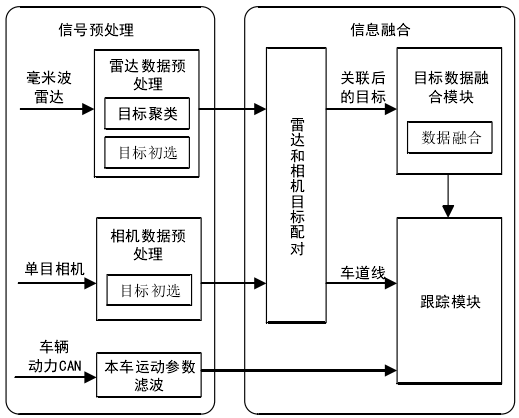 信号预处理
信息融合
毫米波
雷达
雷达数据预
处理
目标聚类
目标初选
雷达和相机目标配对
关联后
的目标
目标数据融
合模块
数据融合
单目相机
相机数据预
处理
目标初选
车道线
跟踪模块
车辆
动力CAN
本车运动参数
滤波